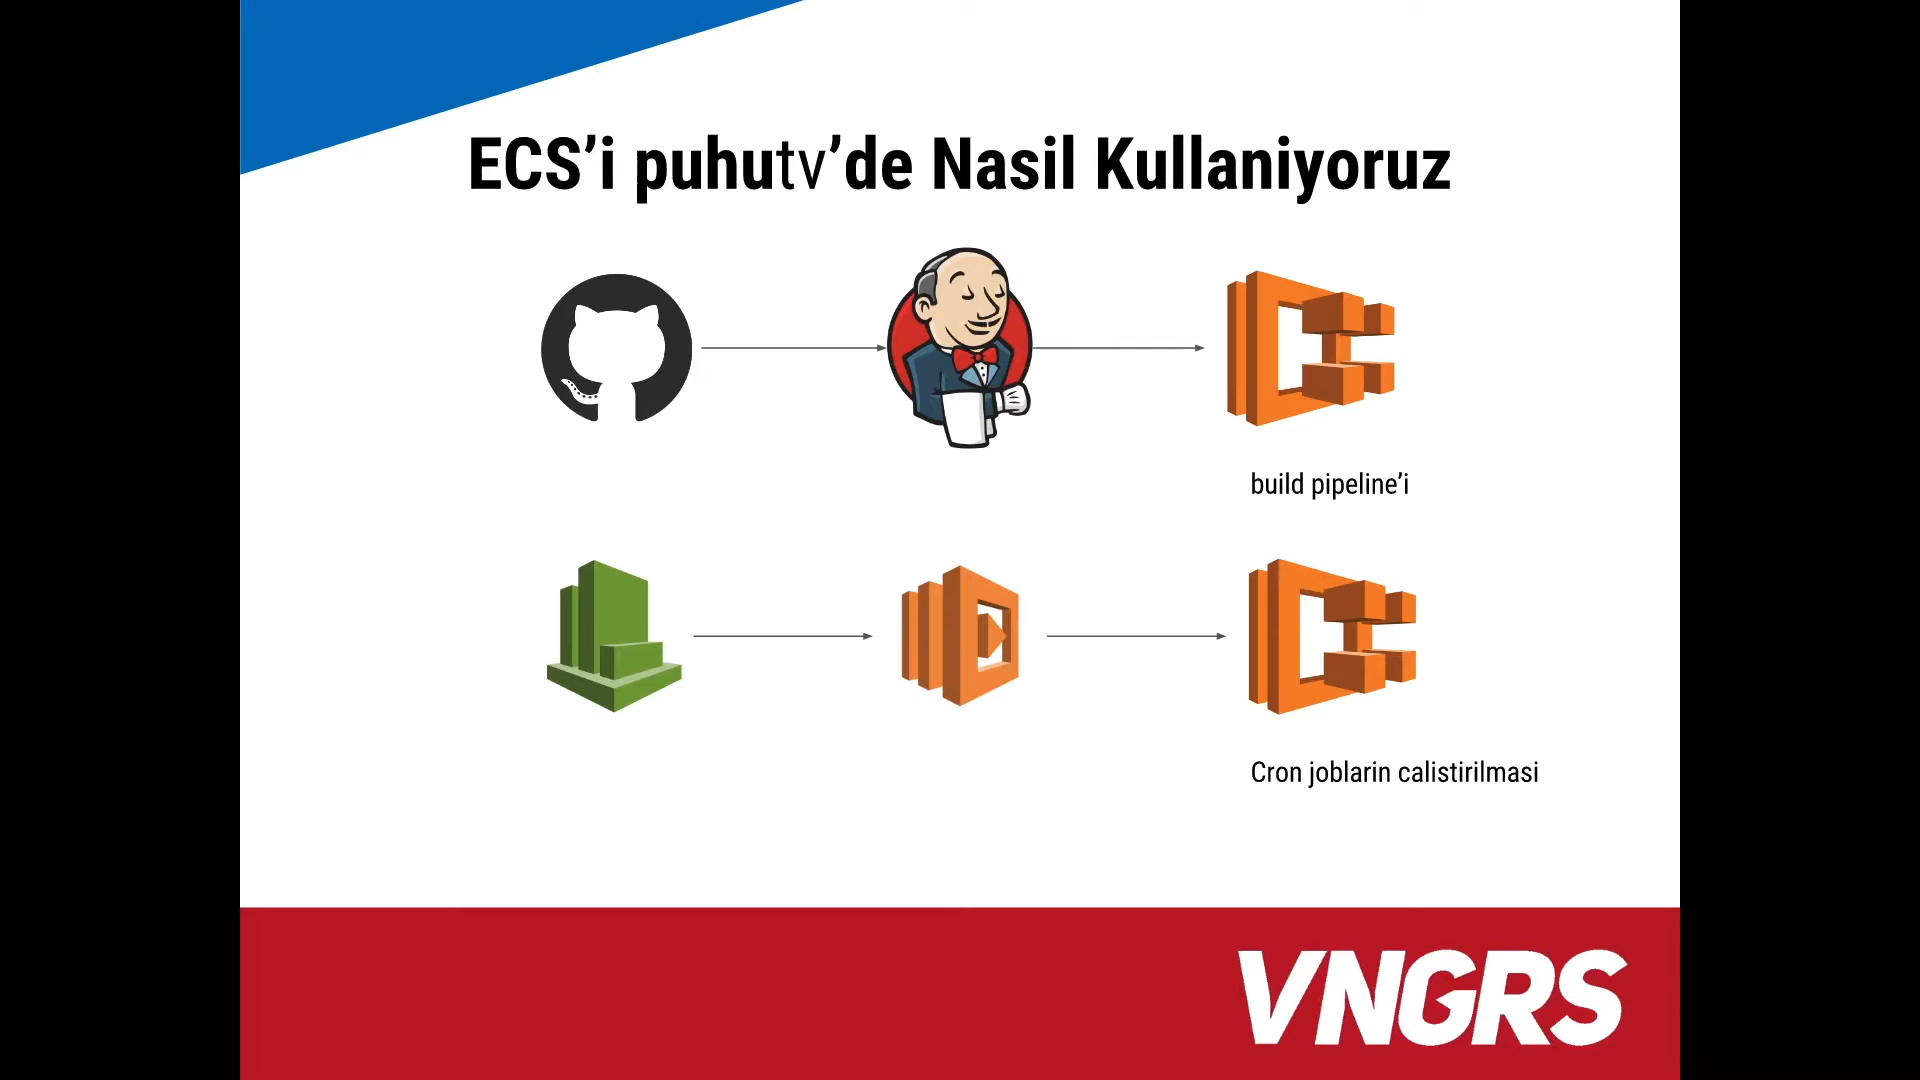 ECS’i puhutv’de Nasil Kullaniyoruz
build pipeline’i
Cron joblarin calistirilmasi
VNGRS